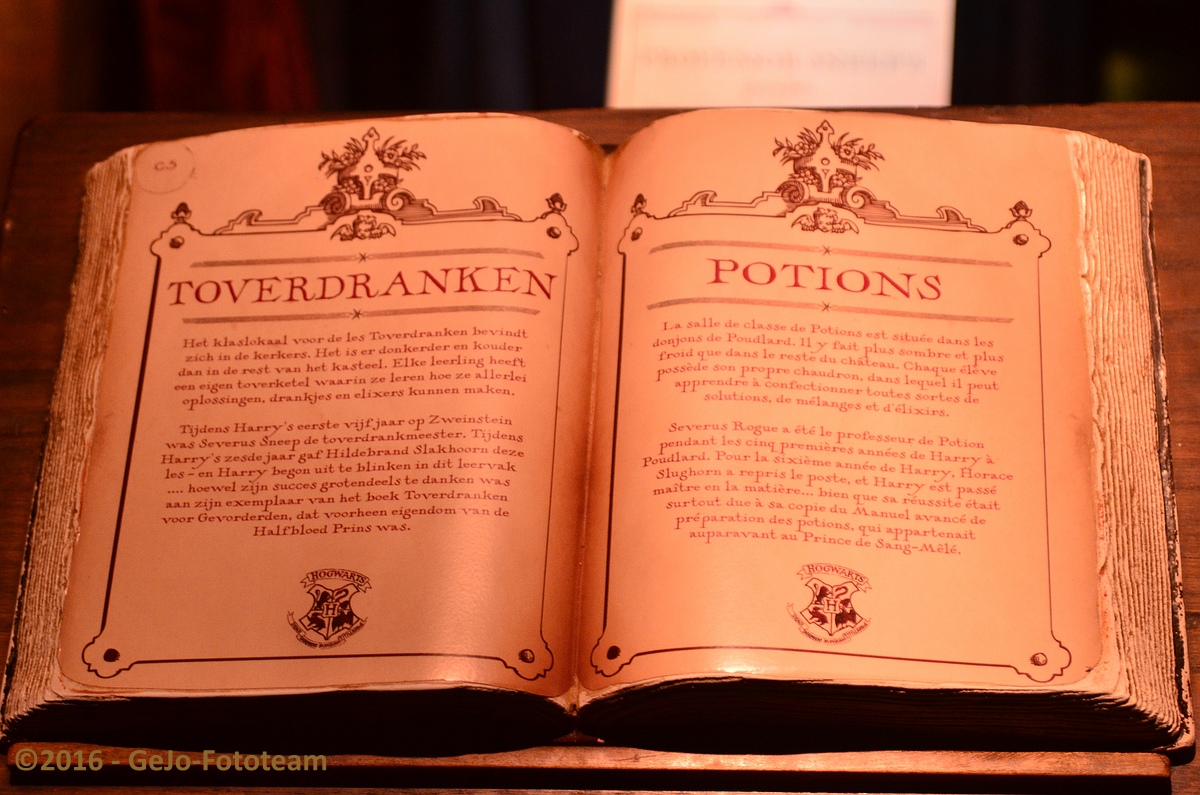 TOVERDRANKEN
Het klaslokaal voor de les Toverdranken bevindt
zich in de kerkers. Het is er donkerder en kouder
dan in de rest van het kasteel. Elke leerling heeft
een eigen toverketel waarin ze leren hoe ze allerlei
oplossingen, drankjes en elixers kunnen maken.
Tijdens Harry's eerste vijf jaar op Zweinstein
was Severus Sneep de toverdrankmeester. Tijdens
Harry's zesde jaar gaf Hildebrand Slakhoorn deze
les - en Harry begon uit te blinken in dit leervak
.... hoewel zijn succes grotendeels te danken was
aan zijn exemplaar van het boek Toverdranken
voor Gevorderden, dat voorheen eigendom van de
Halfbloed Prins was.
HOGWARTS
H
POTIONS
La salle de classe de Potions est située dans les
donjons de Poudlard. Il y fait plus sombre et plus
froid que dans le reste du château. Chaque élève
possède son propre chaudron, dans lequel il peut
apprendre à confectionner toutes sortes de
solutions, de mélanges et d'élixirs.
Severus Rogue a été le professeur de Potion
pendant les cinq premières années de Harry à
Poudlard. Pour la sixième année de Harry, Horace
Slughorn a repris le poste, et Harry est passé
maître en la matière... bien que sa réussite était
surtout due à sa copie du Manuel avancé de
préparation des potions, qui appartenait
auparavant au Prince de Sang-Mêlé.
HOGWARTS
H
©2016 - GeJo-Fototeam